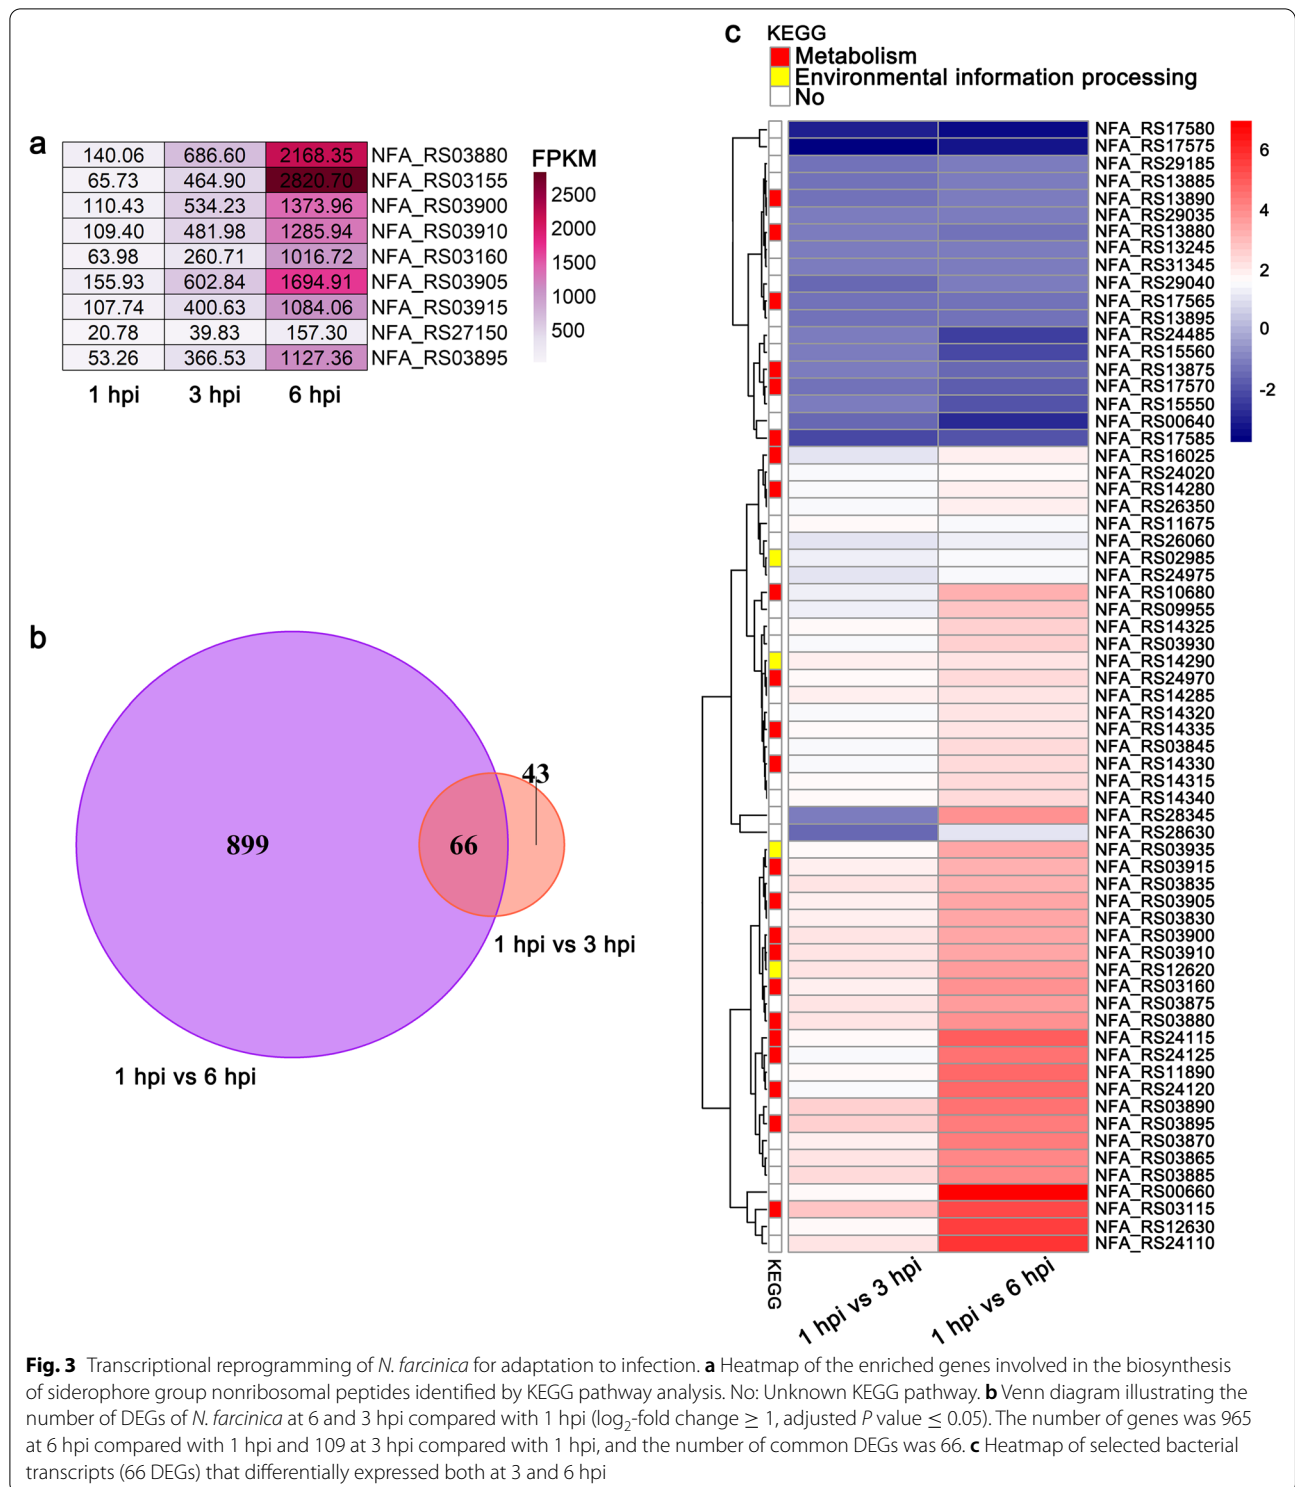 a
140.06 686.60 2168.35 NFA_RS03880
65.73 464.90 2820.70 NFA_RS03155
110.43 534.23 1373.96 NFA_RS03900
109.40 481.98 1285.94 NFA_RS03910
63.98 260.71 1016.72 NFA_RS03160
155.93 602.84 1694.91 NFA_RS03905
107.74 400.63 1084.06 NFA_RS03915
20.78 39.83 157.30 NFA_RS27150
53.26 366.53 1127.36 NFA_RS03895
1 hpi 3 hpi 6 hpi
FPKM
2500
2000
1500
1000
500
b
899
66
43
1 hpi vs 3 hpi
1 hpi vs 6 hpi
c
KEGG
Metabolism
Environmental information processing
No
NFA_RS17580
NFA_RS17575
NFA_RS29185
NFA_RS13885
NFA_RS13890
NFA_RS29035
NFA_RS13880
NFA_RS13245
NFA_RS31345
NFA_RS29040
NFA_RS17565
NFA_RS13895
NFA_RS24485
NFA_RS15560
NFA_RS13875
NFA_RS17570
NFA_RS15550
NFA_RS00640
NFA_RS17585
NFA_RS16025
NFA_RS24020
NFA_RS14280
NFA_RS26350
NFA_RS11675
NFA_RS26060
NFA_RS02985
NFA_RS24975
NFA_RS10680
NFA_RS09955
NFA_RS14325
NFA_RS03930
NFA_RS14290
NFA_RS24970
NFA_RS14285
NFA_RS14320
NFA_RS14335
NFA_RS03845
NFA_RS14330
NFA_RS14315
NFA_RS14340
NFA_RS28345
NFA_RS28630
NFA_RS03935
NFA_RS03915
NFA_RS03835
NFA_RS03905
NFA_RS03830
NFA_RS03900
NFA_RS03910
NFA_RS12620
NFA_RS03160
NFA_RS03875
NFA_RS03880
NFA_RS24115
NFA_RS24125
NFA_RS11890
NFA_RS24120
NFA_RS03890
NFA_RS03895
NFA_RS03870
NFA_RS03865
NFA_RS03885
NFA_RS00660
NFA_RS03115
NFA_RS12630
NFA_RS24110
6
4
2
0
-2
KEGG
1 hpi vs 3 hpi
1 hpi vs 6 hpi
Fig. 3 Transcriptional reprogramming of N. farcinica for adaptation to infection. a Heatmap of the enriched genes involved in the biosynthesis
of siderophore group nonribosomal peptides identified by KEGG pathway analysis. No: Unknown KEGG pathway. b Venn diagram illustrating the
number of DEGs of N. farcinica at 6 and 3 hpi compared with 1 hpi (log₂-fold change ≥ 1, adjusted P value ≤ 0.05). The number of genes was 965
at 6 hpi compared with 1 hpi and 109 at 3 hpi compared with 1 hpi, and the number of common DEGs was 66. c Heatmap of selected bacterial
transcripts (66 DEGs) that differentially expressed both at 3 and 6 hpi